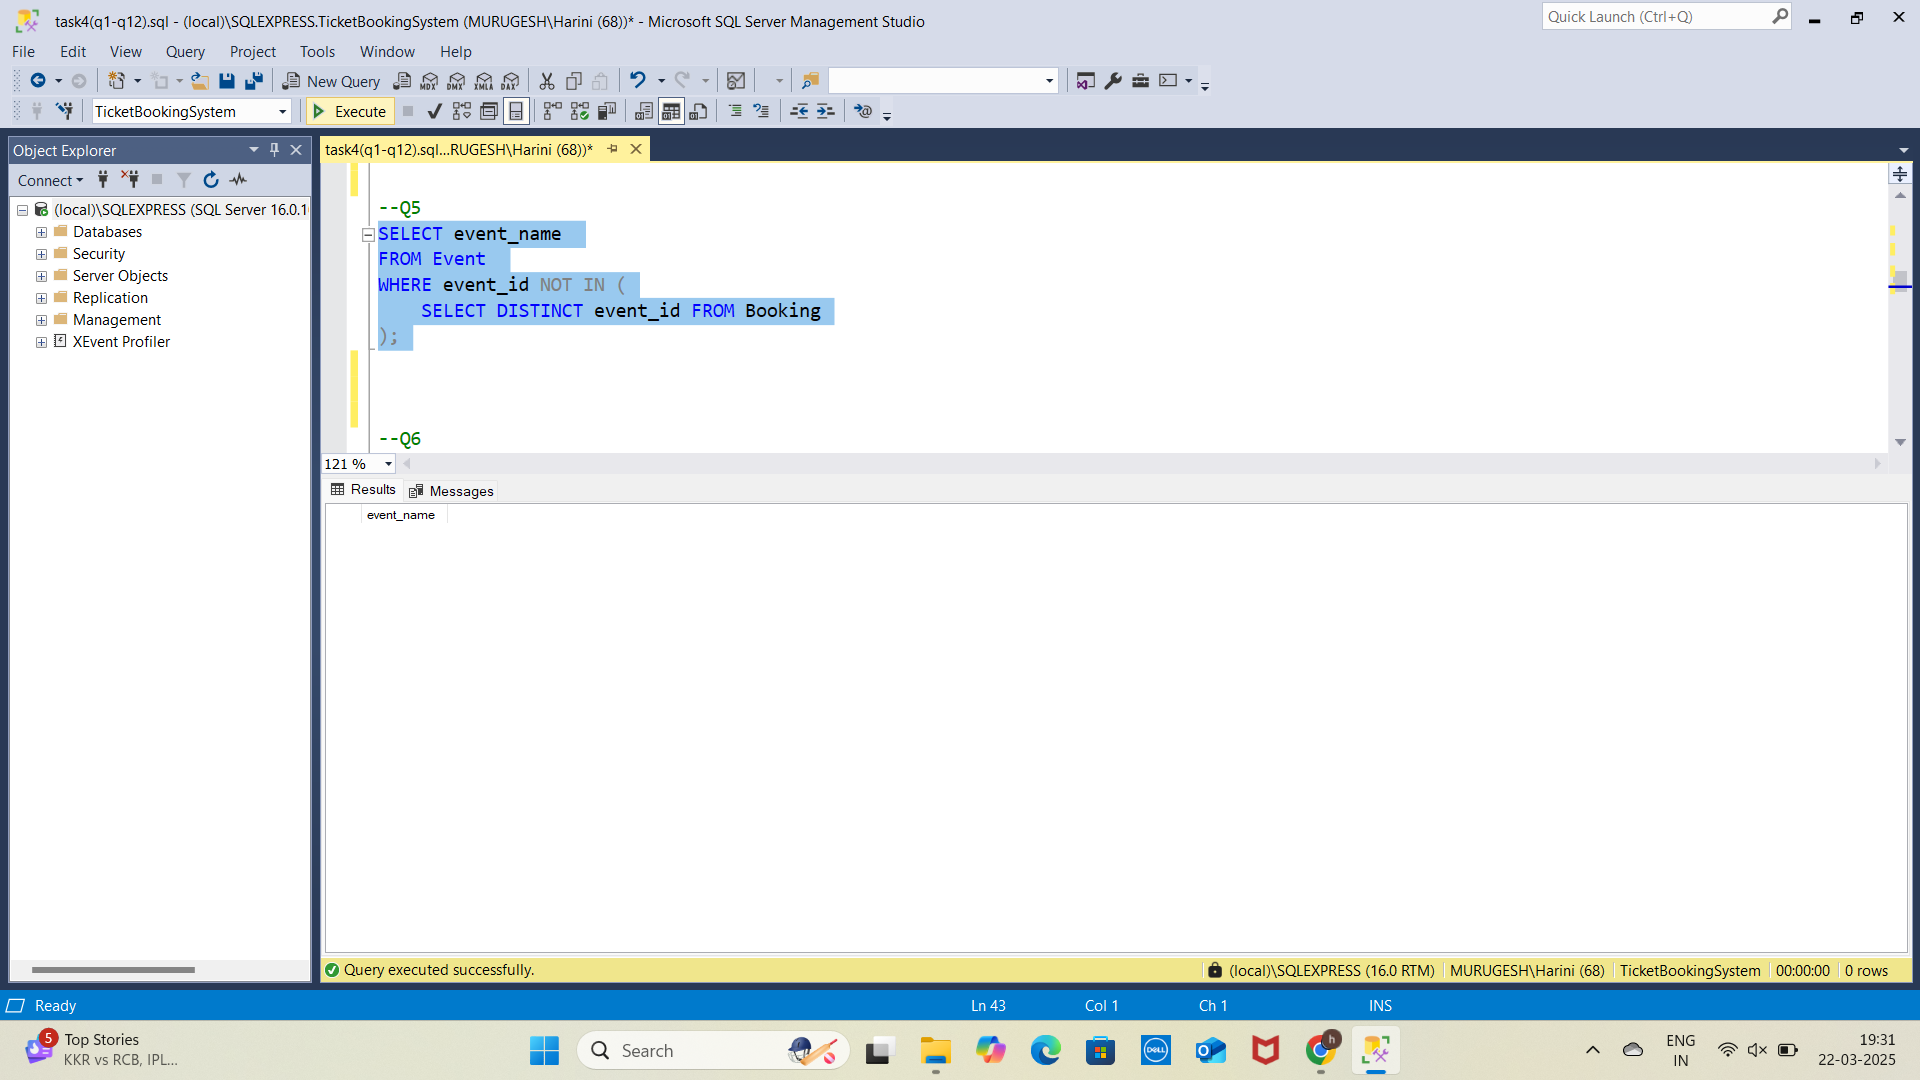 task4(q1-q12).sql - (local)\SQLEXPRESS.TicketBookingSystem (MURUGESH\Harini (68))* - Microsoft SQL Server Management Studio
Quick Launch (Ctrl+Q)
File Edit View Query Project Tools Window Help
New Query
MDX DMX XMLA DAX
TicketBookingSystem
Execute
Object Explorer
Connect
(local)\SQLEXPRESS (SQL Server 16.0.1
Databases
Security
Server Objects
Replication
Management
XEvent Profiler
task4(q1-q12).sql...RUGESH\Harini (68))*
--Q5
SELECT event_name
FROM Event
WHERE event_id NOT IN (
SELECT DISTINCT event_id FROM Booking
);
--Q6
121 %
Results Messages
event_name
Query executed successfully.
(local)\SQLEXPRESS (16.0 RTM) MURUGESH\Harini (68) TicketBookingSystem 00:00:00 0 rows
Ready
Ln 43 Col 1 Ch 1 INS
5
Top Stories
KKR vs RCB, IPL...
Search
DELL
h
ENG
IN
19:31
22-03-2025